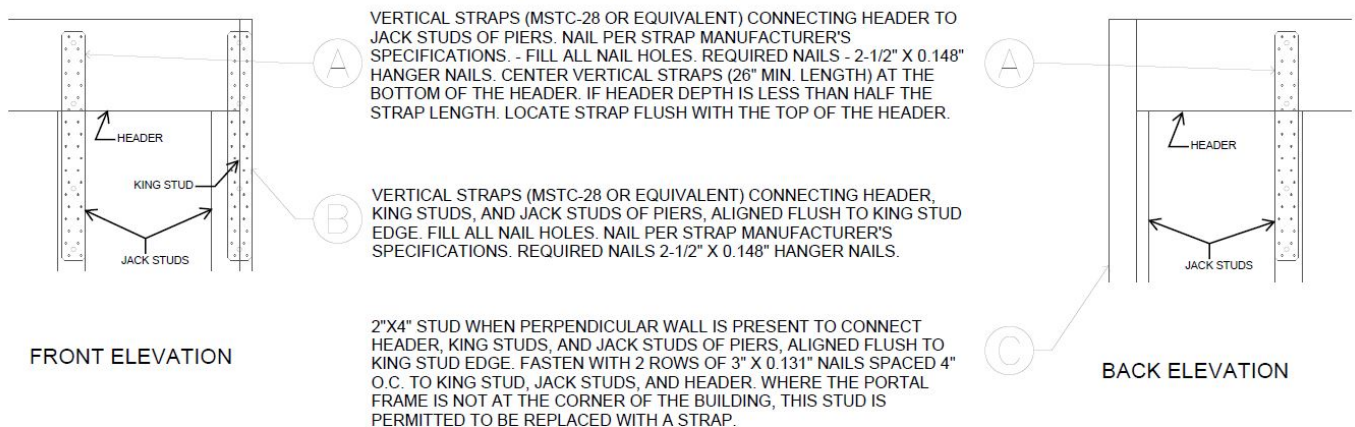 VERTICAL STRAPS (MSTC-28 OR EQUIVALENT) CONNECTING HEADER TO
JACK STUDS OF PIERS. NAIL PER STRAP MANUFACTURER'S
SPECIFICATIONS. - FILL ALL NAIL HOLES. REQUIRED NAILS - 2-1/2" X 0.148"
HANGER NAILS. CENTER VERTICAL STRAPS (26" MIN. LENGTH) AT THE
BOTTOM OF THE HEADER. IF HEADER DEPTH IS LESS THAN HALF THE
STRAP LENGTH. LOCATE STRAP FLUSH WITH THE TOP OF THE HEADER.
A
A
HEADER
HEADER
KING STUD
VERTICAL STRAPS (MSTC-28 OR EQUIVALENT) CONNECTING HEADER,
KING STUDS, AND JACK STUDS OF PIERS, ALIGNED FLUSH TO KING STUD
EDGE. FILL ALL NAIL HOLES. NAIL PER STRAP MANUFACTURER'S
SPECIFICATIONS. REQUIRED NAILS 2-1/2" X 0.148" HANGER NAILS.
B
JACK STUDS
JACK STUDS
2"X4" STUD WHEN PERPENDICULAR WALL IS PRESENT TO CONNECT
HEADER, KING STUDS, AND JACK STUDS OF PIERS, ALIGNED FLUSH TO
KING STUD EDGE. FASTEN WITH 2 ROWS OF 3" X 0.131" NAILS SPACED 4"
O.C. TO KING STUD, JACK STUDS, AND HEADER. WHERE THE PORTAL
FRAME IS NOT AT THE CORNER OF THE BUILDING, THIS STUD IS
PERMITTED TO BE REPLACED WITH A STRAP.
C
FRONT ELEVATION
BACK ELEVATION